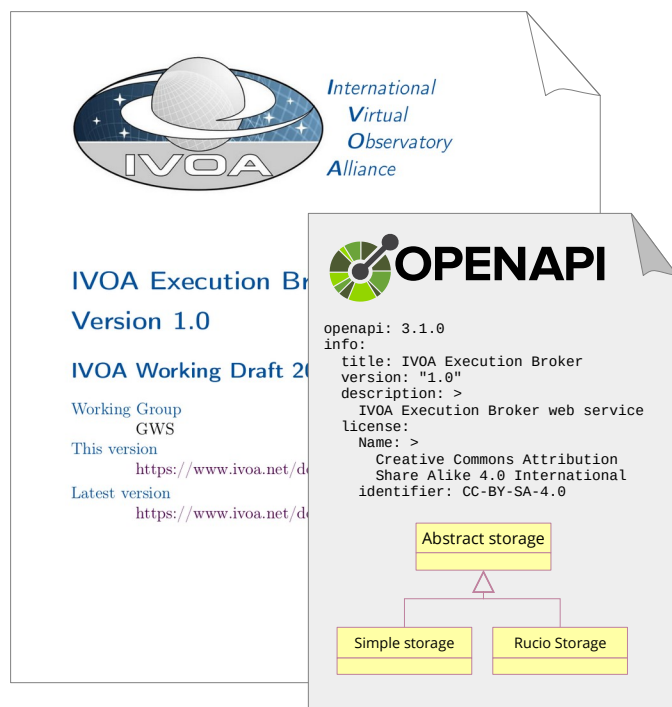 International
Virtual
Observatory
Alliance
IVOA
IVOA Execution Br
Version 1.0
IVOA Working Draft 20
Working Group
GWS
This version
https://www.ivoa.net/do
Latest version
https://www.ivoa.net/do
OPENAPI
openapi: 3.1.0
info:
  title: IVOA Execution Broker
  version: "1.0"
  description: >
    IVOA Execution Broker web service
  license:
    Name: >
      Creative Commons Attribution
      Share Alike 4.0 International
    identifier: CC-BY-SA-4.0
Abstract storage
Simple storage
Rucio Storage